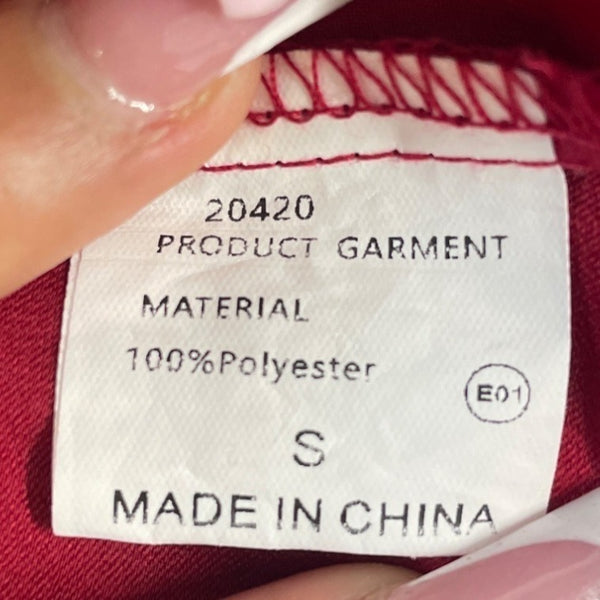 20420
PRODUCT GARMENT
MATERIAL
100%Polyester
E01
S
MADE IN CHINA